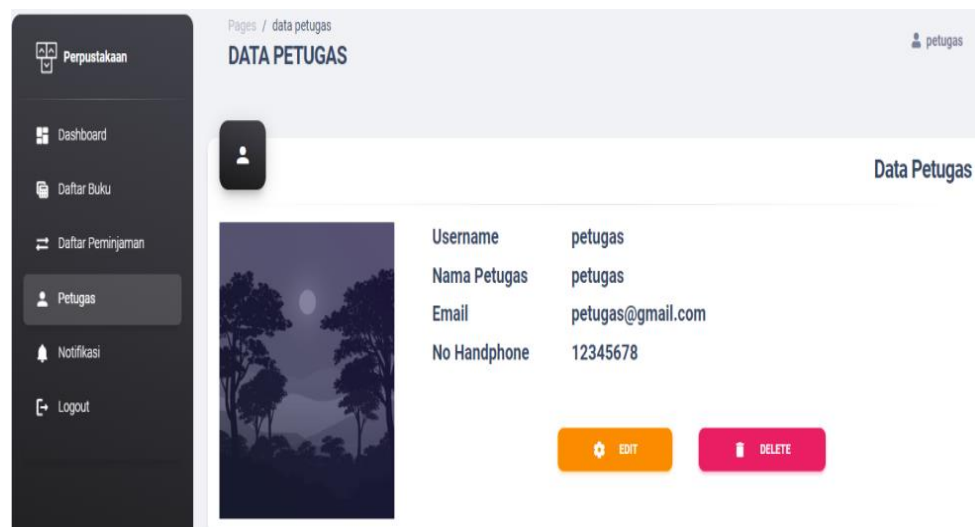 Perpustakaan
Dashboard
Daftar Buku
Daftar Peminjaman
Petugas
Notifikasi
Logout
Pages / data petugas
DATA PETUGAS
petugas
Data Petugas
Username petugas
Nama Petugas petugas
Email petugas@gmail.com
No Handphone 12345678
EDIT
DELETE